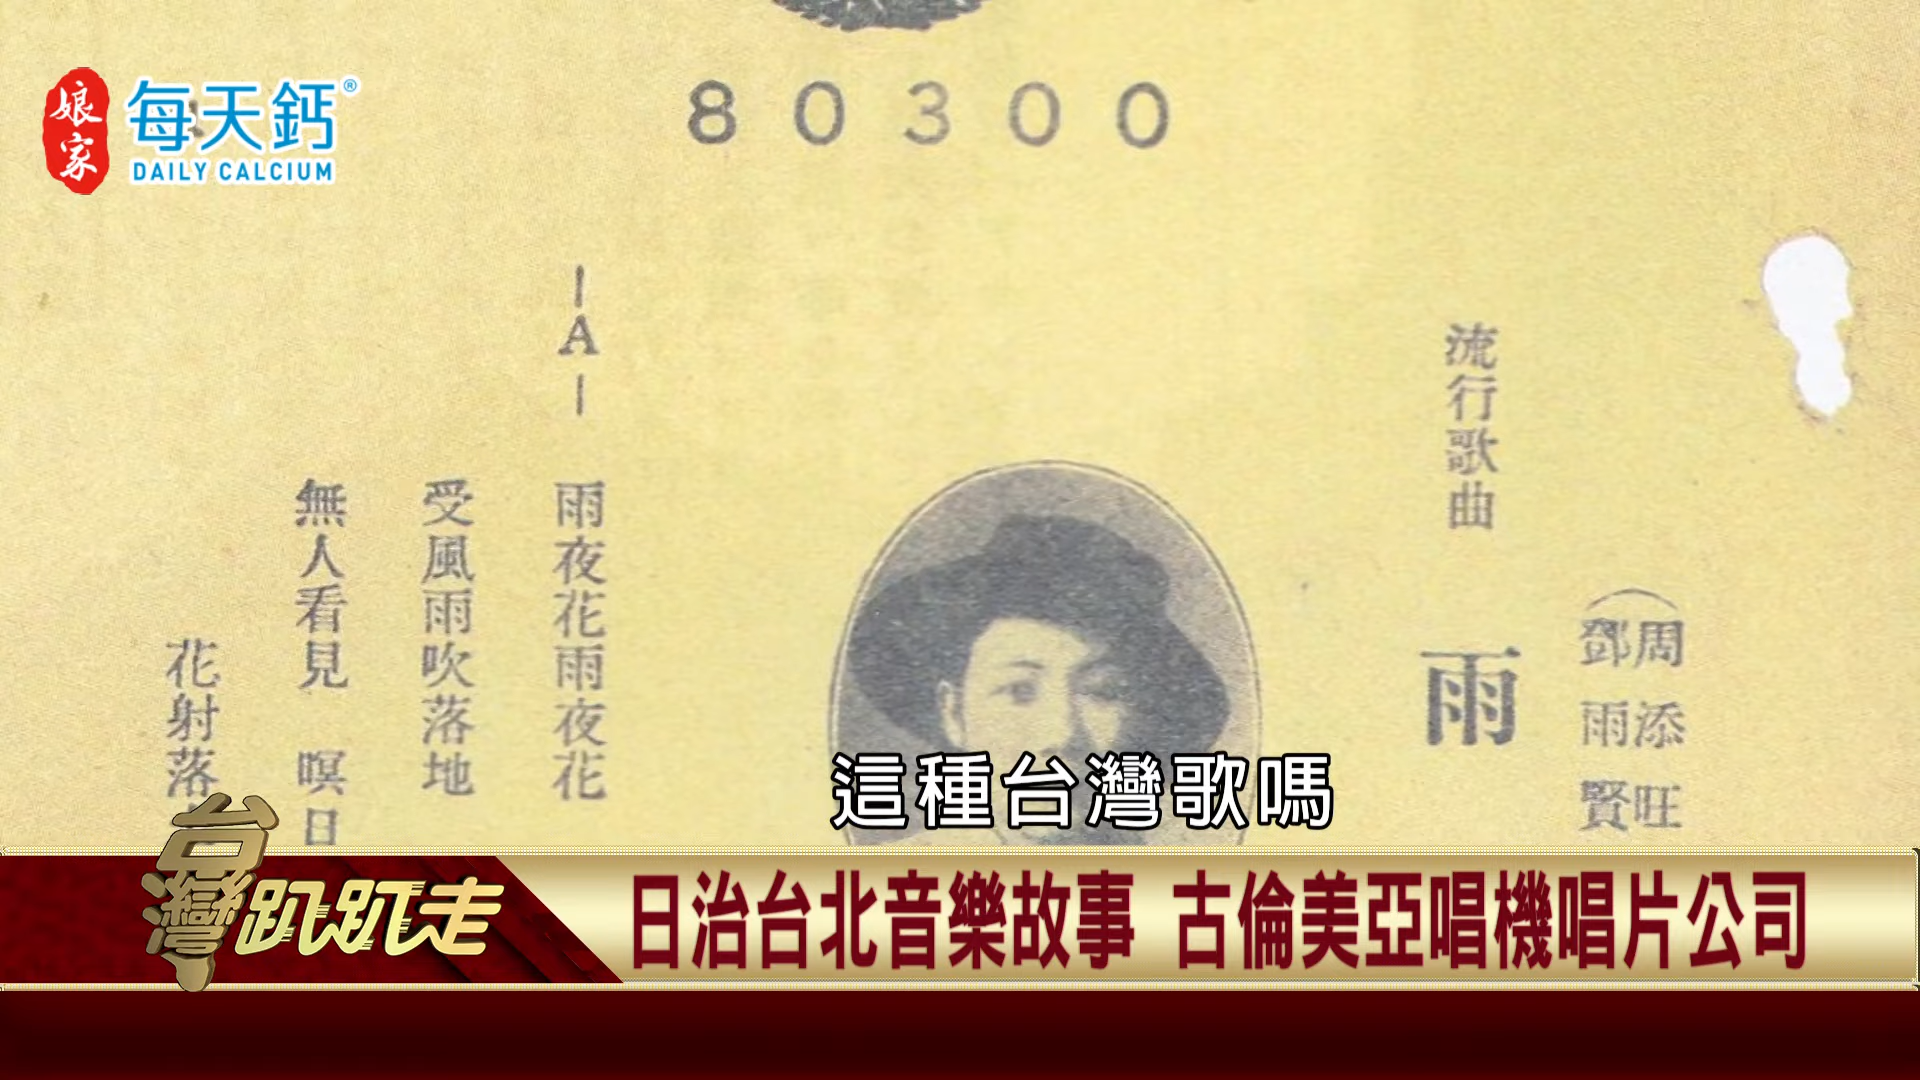 娘家
每天鈣®
DAILY CALCIUM
80300
流行歌曲
(周添旺
鄧雨賢
雨
—A— 雨夜花雨夜花
受風雨吹落地
無人看見 暝日
花射落
這種台灣歌嗎
台灣趴趴走
日治台北音樂故事 古倫美亞唱機唱片公司